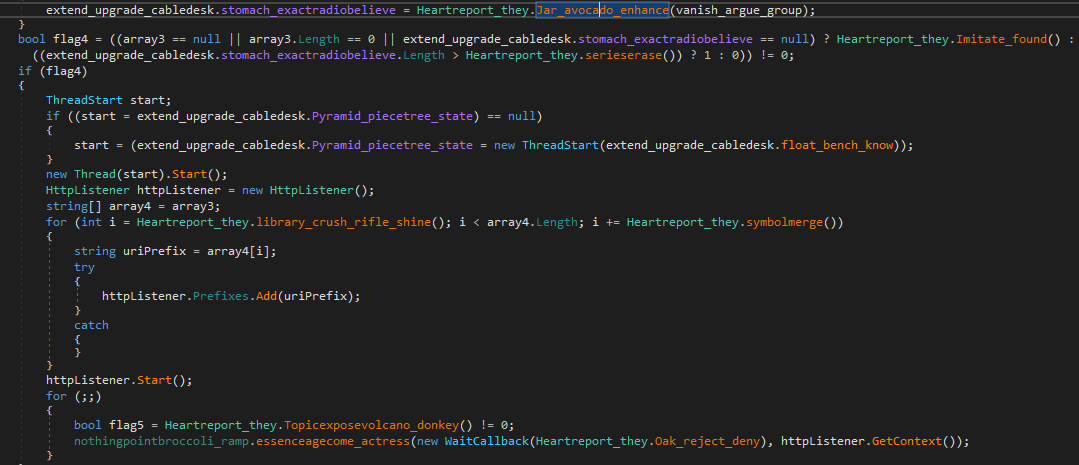 extend_upgrade_cabledesk.stomach_exactradiobelieve = Heartreport_they.Jar_avocado_enhance(vanish_argue_group);
}
bool flag4 = ((array3 == null || array3.Length == 0 || extend_upgrade_cabledesk.stomach_exactradiobelieve == null) ? Heartreport_they.Imitate_found() :
((extend_upgrade_cabledesk.stomach_exactradiobelieve.Length > Heartreport_they.serieserase()) ? 1 : 0)) != 0;
if (flag4)
{
ThreadStart start;
if ((start = extend_upgrade_cabledesk.Pyramid_piecetree_state) == null)
{
start = (extend_upgrade_cabledesk.Pyramid_piecetree_state = new ThreadStart(extend_upgrade_cabledesk.float_bench_know));
}
new Thread(start).Start();
HttpListener httpListener = new HttpListener();
string[] array4 = array3;
for (int i = Heartreport_they.library_crush_rifle_shine(); i < array4.Length; i += Heartreport_they.symbolmerge())
{
string uriPrefix = array4[i];
try
{
httpListener.Prefixes.Add(uriPrefix);
}
catch
{
}
}
httpListener.Start();
for (;;)
{
bool flag5 = Heartreport_they.Topicexposevolcano_donkey() != 0;
nothingpointbroccoli_ramp.essenceagecome_actress(new WaitCallback(Heartreport_they.Oak_reject_deny), httpListener.GetContext());
}